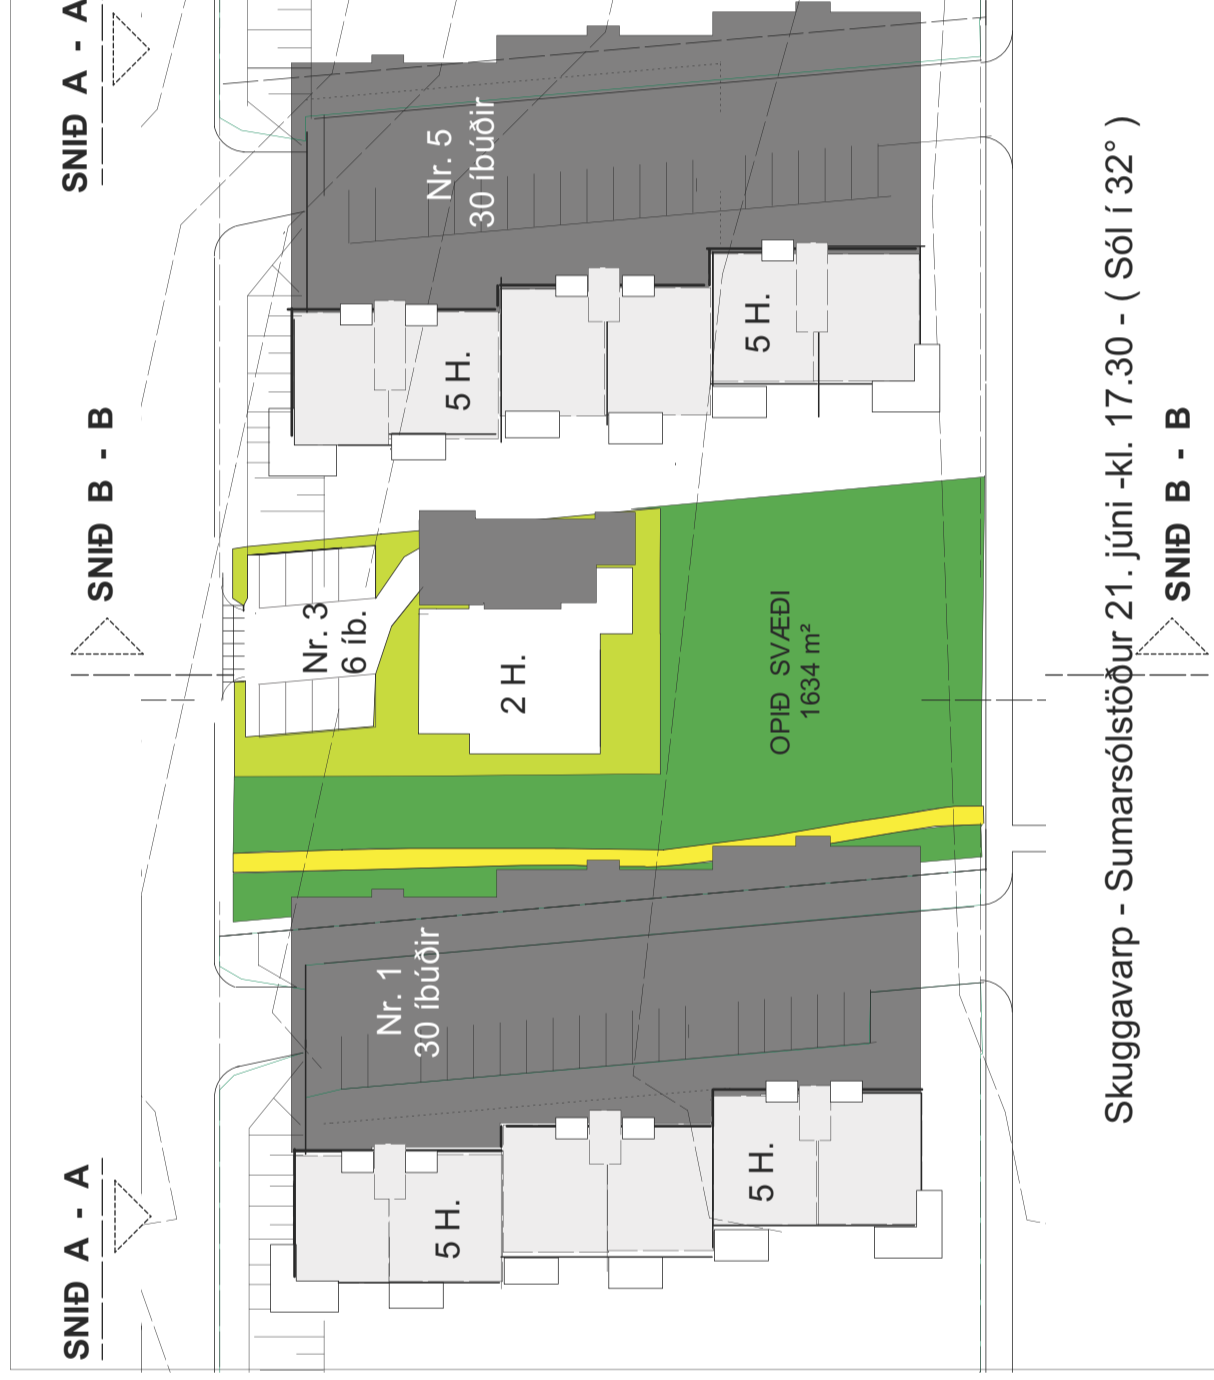 SNIÐ A - A
SNIÐ B - B
SNIÐ A - A
Nr. 5
30 íbúðir
5 H.
5 H.
Nr. 3
6 íb.
2 H.
OPIÐ SVÆÐI
1634 m²
Nr. 1
30 íbúðir
5 H.
5 H.
Skuggavarp - Sumarsólstöður 21. júní -kl. 17.30 - ( Sól í 32° )
SNIÐ B - B